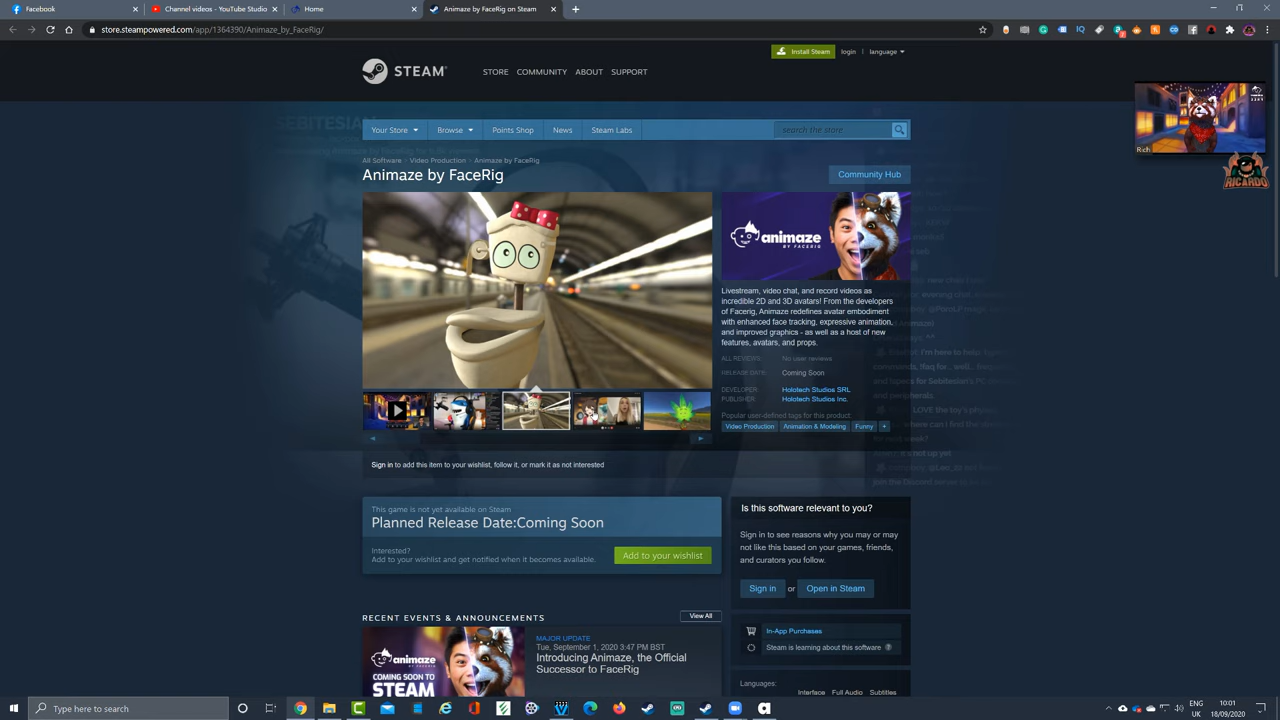 Facebook
Channel videos - YouTube Studio
Home
Animaze by FaceRig on Steam
store.steampowered.com/app/1364390/Animaze_by_FaceRig/
Install Steam
login | language
STEAM
STORE COMMUNITY ABOUT SUPPORT
Your Store
Browse
Points Shop
News
Steam Labs
search the store
All Software > Video Production > Animaze by FaceRig
Animaze by FaceRig
Community Hub
Rich
RICARDO
animaze
BY FACERIG
Livestream, video chat, and record videos as
incredible 2D and 3D avatars! From the developers
of Facerig, Animaze redefines avatar embodiment
with enhanced face tracking, expressive animation,
and improved graphics - as well as a host of new
features, avatars, and props.
ALL REVIEWS: No user reviews
RELEASE DATE: Coming Soon
DEVELOPER: Holotech Studios SRL
PUBLISHER: Holotech Studios Inc.
Popular user-defined tags for this product:
Video Production Animation & Modeling Funny +
Sign in to add this item to your wishlist, follow it, or mark it as not interested
This game is not yet available on Steam
Planned Release Date:Coming Soon
Interested?
Add to your wishlist and get notified when it becomes available.
Add to your wishlist
Is this software relevant to you?
Sign in to see reasons why you may or may
not like this based on your games, friends,
and curators you follow.
Sign in or Open in Steam
RECENT EVENTS & ANNOUNCEMENTS
View All
animaze
BY FACERIG
COMING SOON TO
STEAM
MAJOR UPDATE
Tue, September 1, 2020 3:47 PM BST
Introducing Animaze, the Official
Successor to FaceRig
In-App Purchases
Steam is learning about this software
Languages:
Interface Full Audio Subtitles
Type here to search
ENG
UK
10:01
18/09/2020